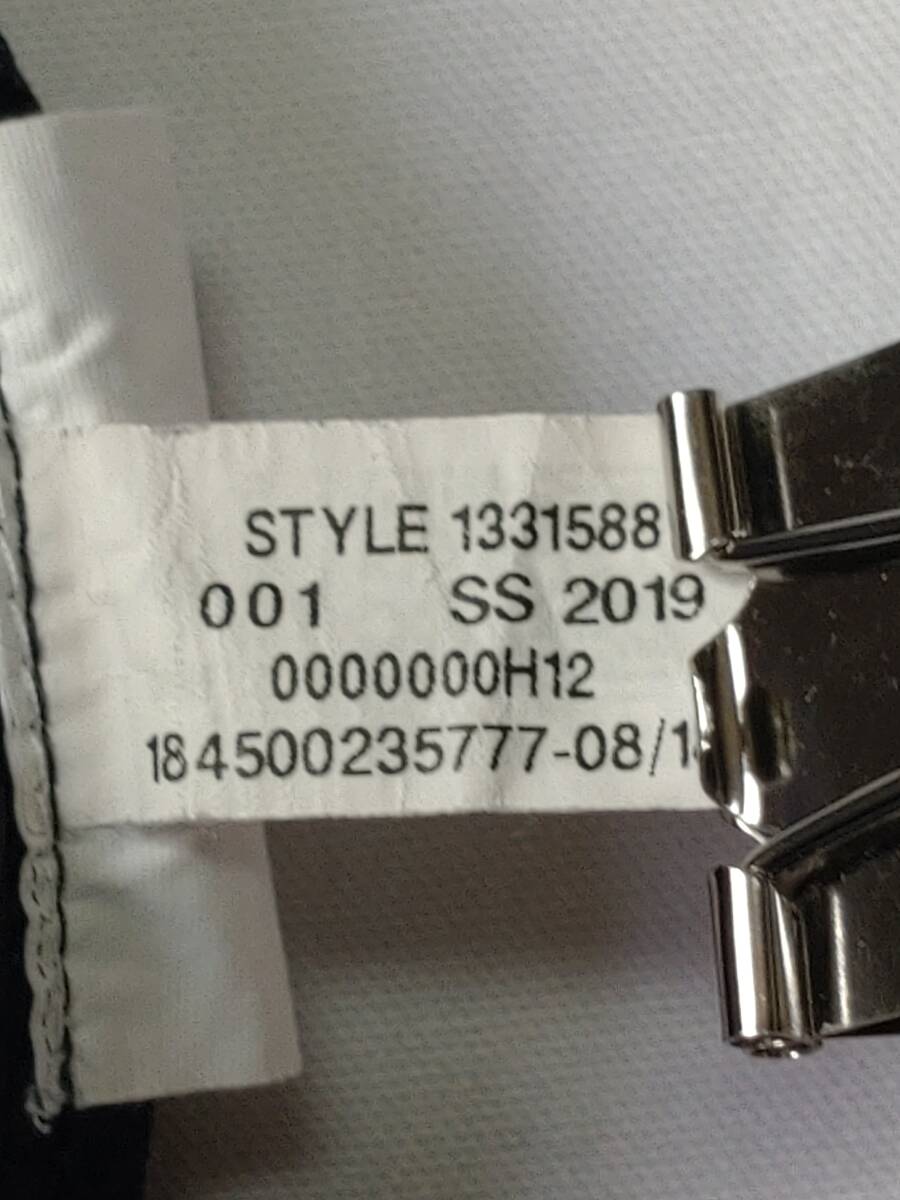 STYLE 1331588
001 SS 2019
0000000H12
184500235777-08/1